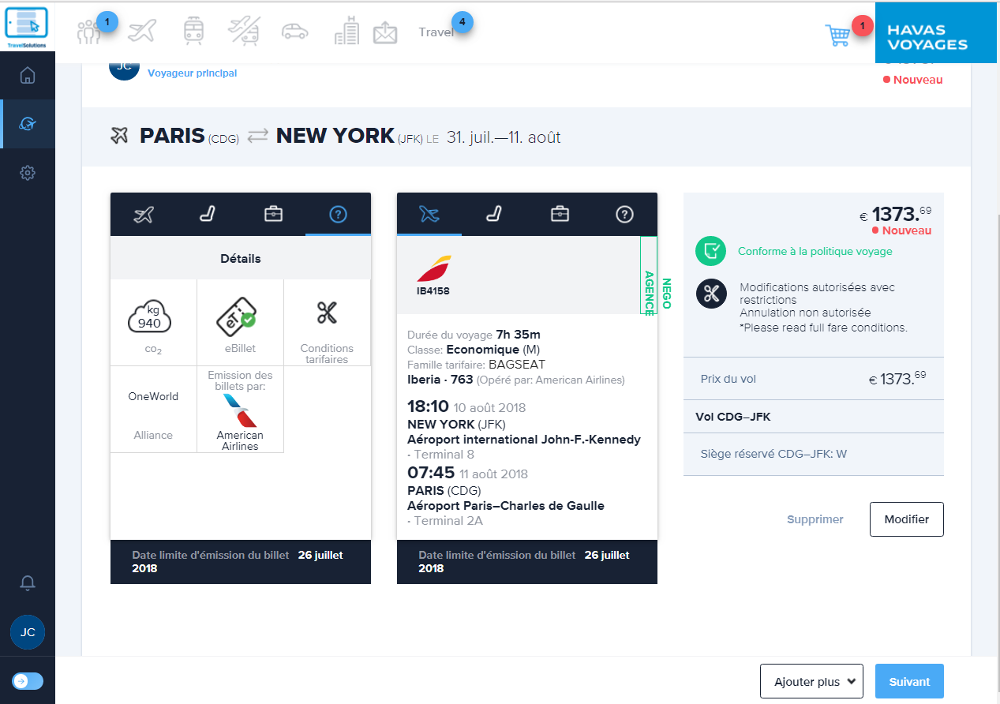 TravelSolutions
1
Travel
4
1
HAVAS
VOYAGES
JC
Voyageur principal
Nouveau
PARIS (CDG) NEW YORK (JFK) LE 31. juil.—11. août
?
?
Détails
kg
940
co2
eT
eBillet
Conditions
tarifaires
OneWorld
Alliance
Emission des
billets par:
American
Airlines
Date limite d'émission du billet 26 juillet
2018
IB4158
AGENCE
NEGO
Durée du voyage 7h 35m
Classe: Economique (M)
Famille tarifaire: BAGSEAT
Iberia · 763 (Opéré par: American Airlines)
18:10 10 août 2018
NEW YORK (JFK)
Aéroport international John-F.-Kennedy
- Terminal 8
07:45 11 août 2018
PARIS (CDG)
Aéroport Paris–Charles de Gaulle
- Terminal 2A
Date limite d'émission du billet 26 juillet
2018
€ 1373.69
Nouveau
Conforme à la politique voyage
Modifications autorisées avec
restrictions
Annulation non autorisée
*Please read full fare conditions.
Prix du vol € 1373.69
Vol CDG–JFK
Siège réservé CDG–JFK: W
Supprimer
Modifier
JC
Ajouter plus
Suivant